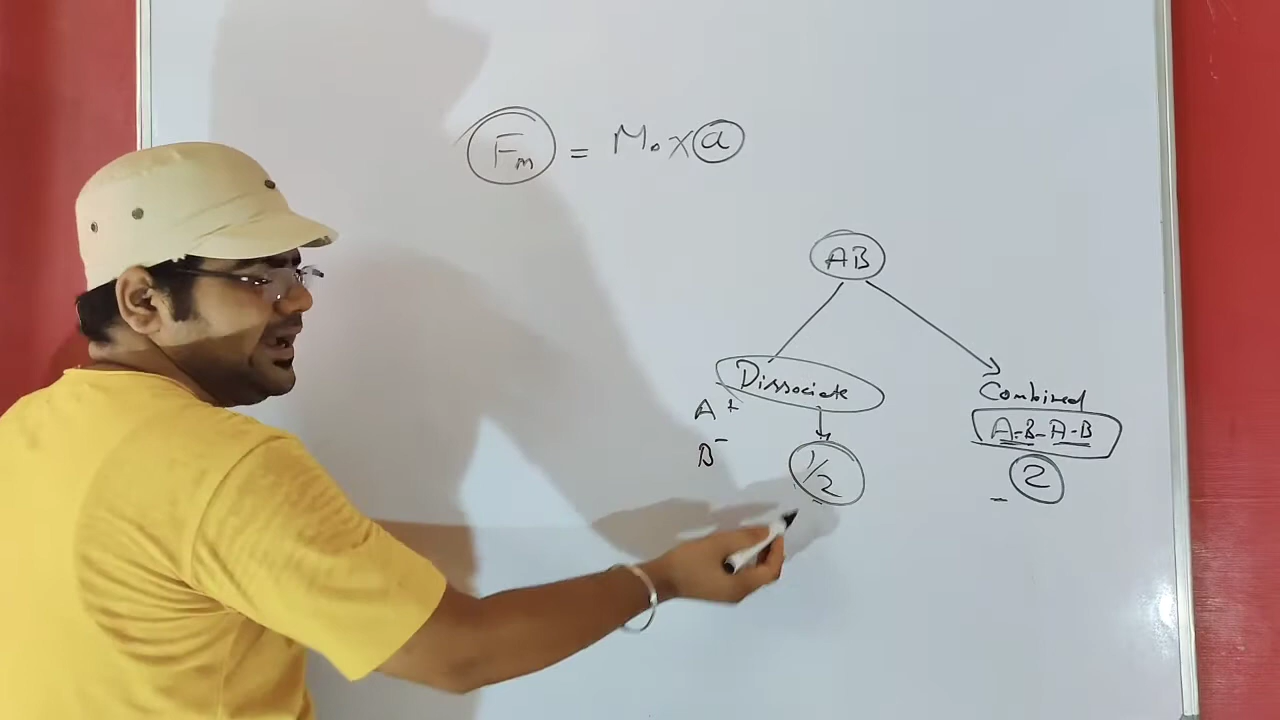 Fm = Mo x a
AB
Dissociate
A+
B-
1/2
Combined
A-B-A-B
2